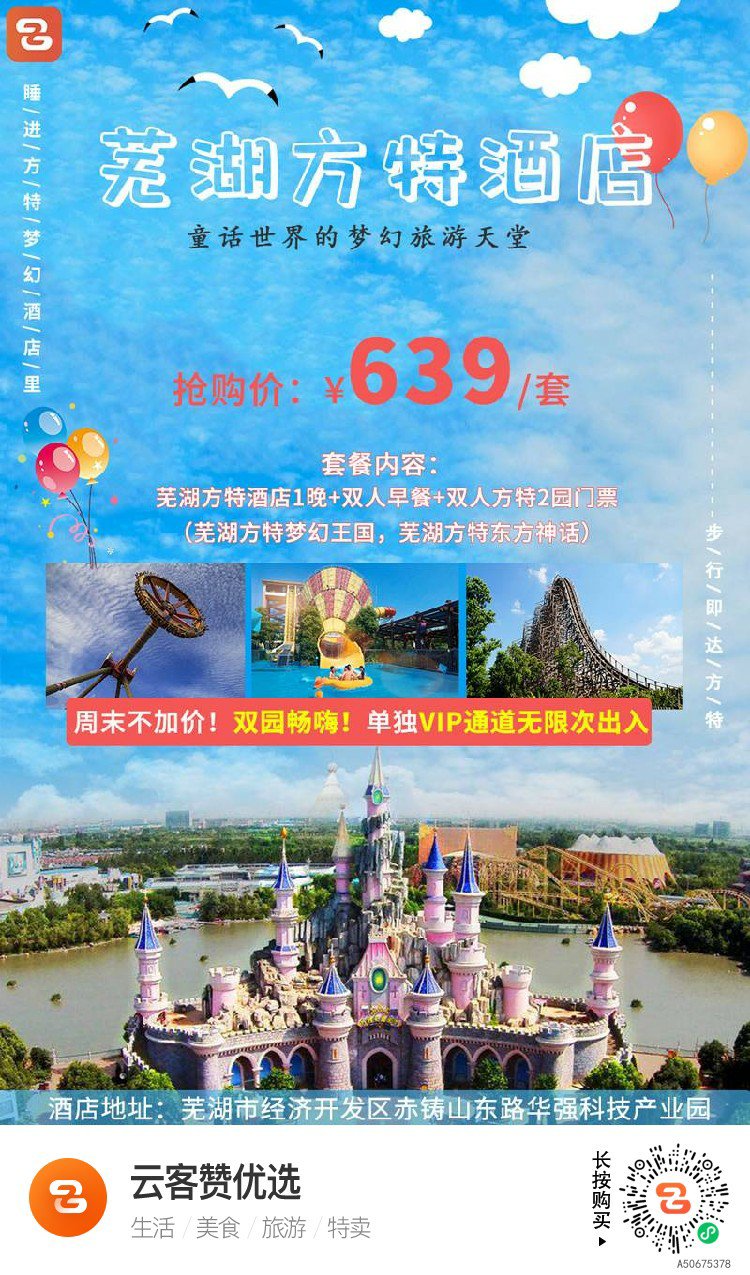 睡/进/方/特/梦/幻/酒/店/里
芜湖方特酒店
童话世界的梦幻旅游天堂
抢购价：¥639/套
套餐内容：
芜湖方特酒店1晚+双人早餐+双人方特2园门票
（芜湖方特梦幻王国，芜湖方特东方神话）
步/行/即/达/方/特
周末不加价！双园畅嗨！单独VIP通道无限次出入
酒店地址：芜湖市经济开发区赤铸山东路华强科技产业园
云客赞优选
生活/美食/旅游/特卖
长按购买
A50675378